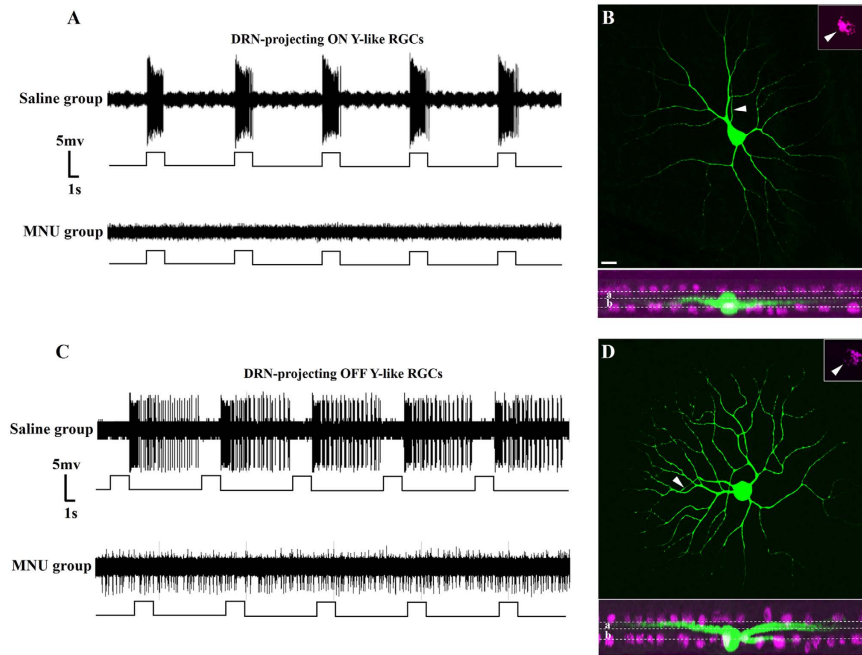 A
DRN-projecting ON Y-like RGCs
Saline group
5mv
1s
MNU group
B
a
b
C
DRN-projecting OFF Y-like RGCs
Saline group
5mv
1s
MNU group
D
a
b